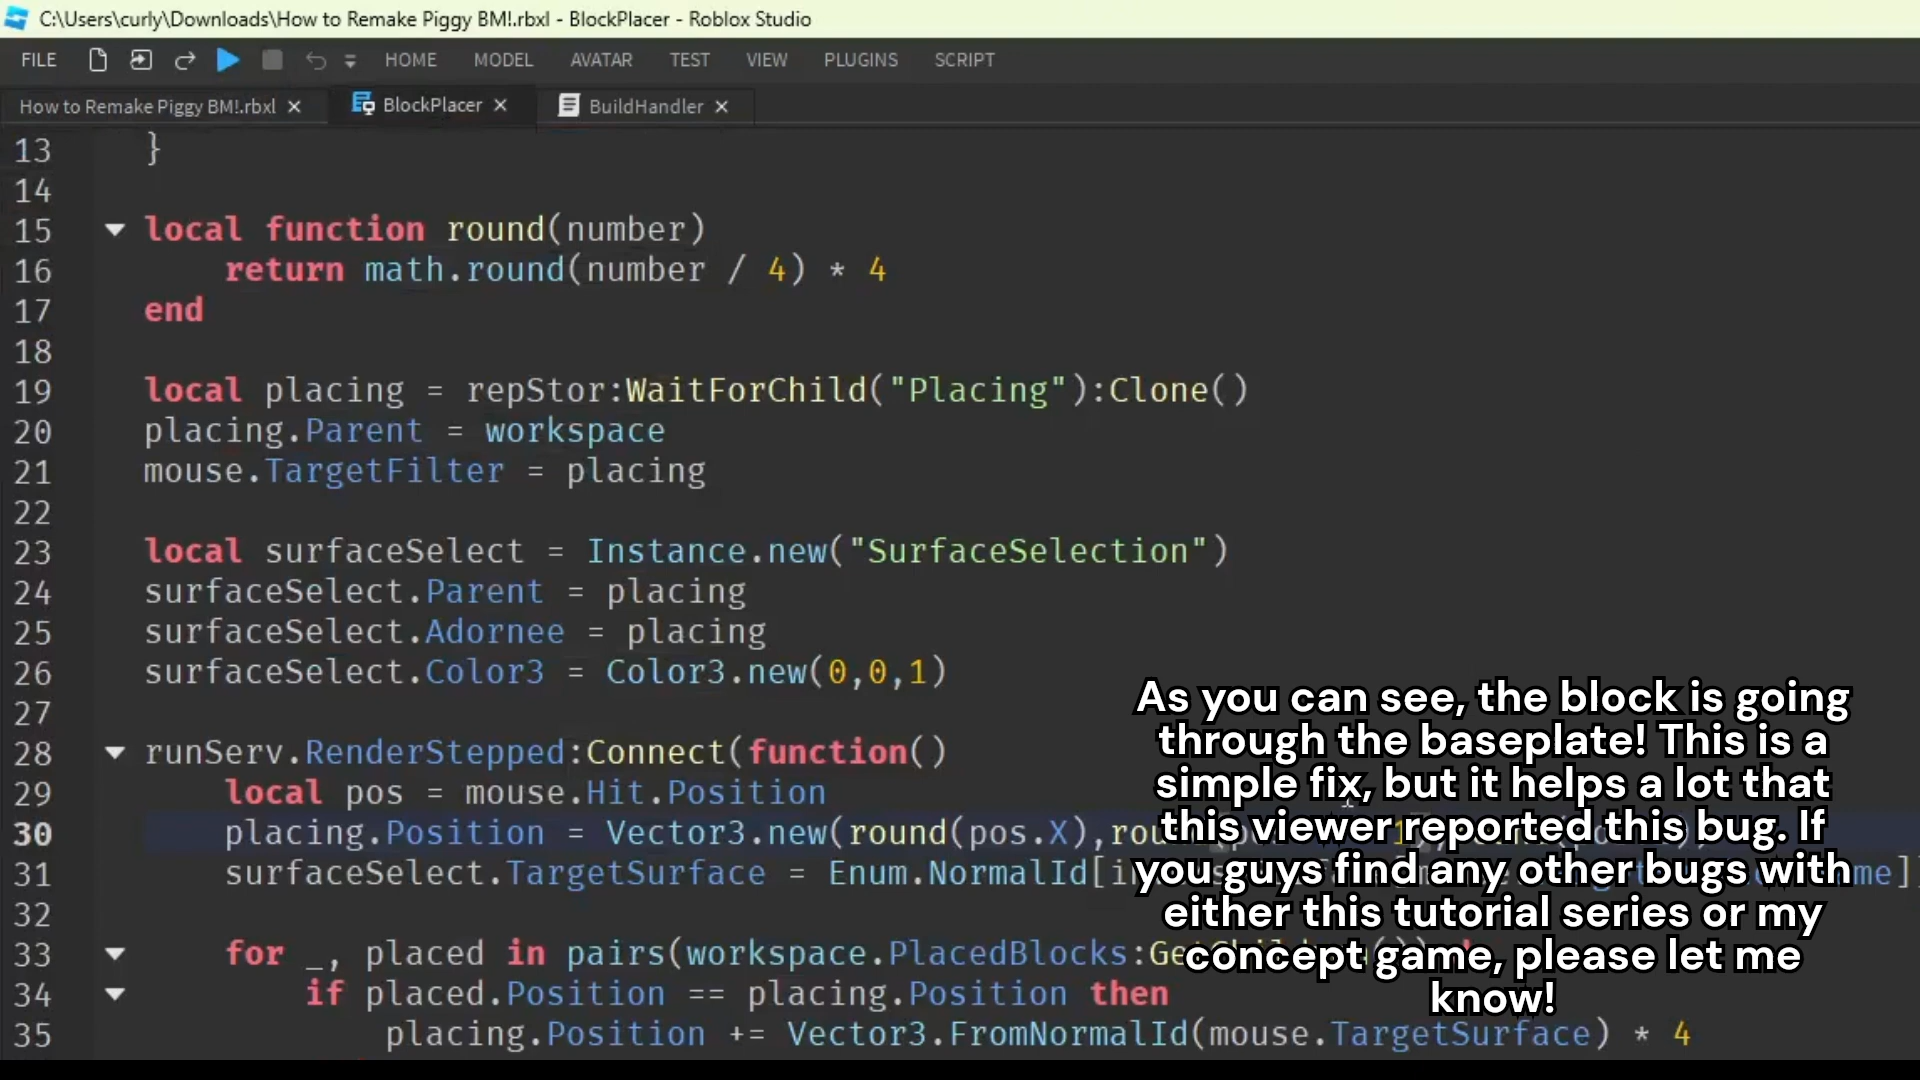 C:\Users\curly\Downloads\How to Remake Piggy BM!.rbxl - BlockPlacer - Roblox Studio
FILE HOME MODEL AVATAR TEST VIEW PLUGINS SCRIPT
How to Remake Piggy BM!.rbxl × BlockPlacer × BuildHandler ×
13 }
14
15 local function round(number)
16 return math.round(number / 4) * 4
17 end
18
19 local placing = repStor:WaitForChild("Placing"):Clone()
20 placing.Parent = workspace
21 mouse.TargetFilter = placing
22
23 local surfaceSelect = Instance.new("SurfaceSelection")
24 surfaceSelect.Parent = placing
25 surfaceSelect.Adornee = placing
26 surfaceSelect.Color3 = Color3.new(0,0,1)
27
28 runServ.RenderStepped:Connect(function()
29 local pos = mouse.Hit.Position
30 placing.Position = Vector3.new(round(pos.X),
31 surfaceSelect.TargetSurface = Enum.NormalId[
32
33 for _, placed in pairs(workspace.PlacedBlocks:
34 if placed.Position == placing.Position then
35 placing.Position += Vector3.FromNormalId(mouse.TargetSurface) * 4
As you can see, the block is going
through the baseplate! This is a
simple fix, but it helps a lot that
this viewer reported this bug. If
you guys find any other bugs with
either this tutorial series or my
concept game, please let me
know!